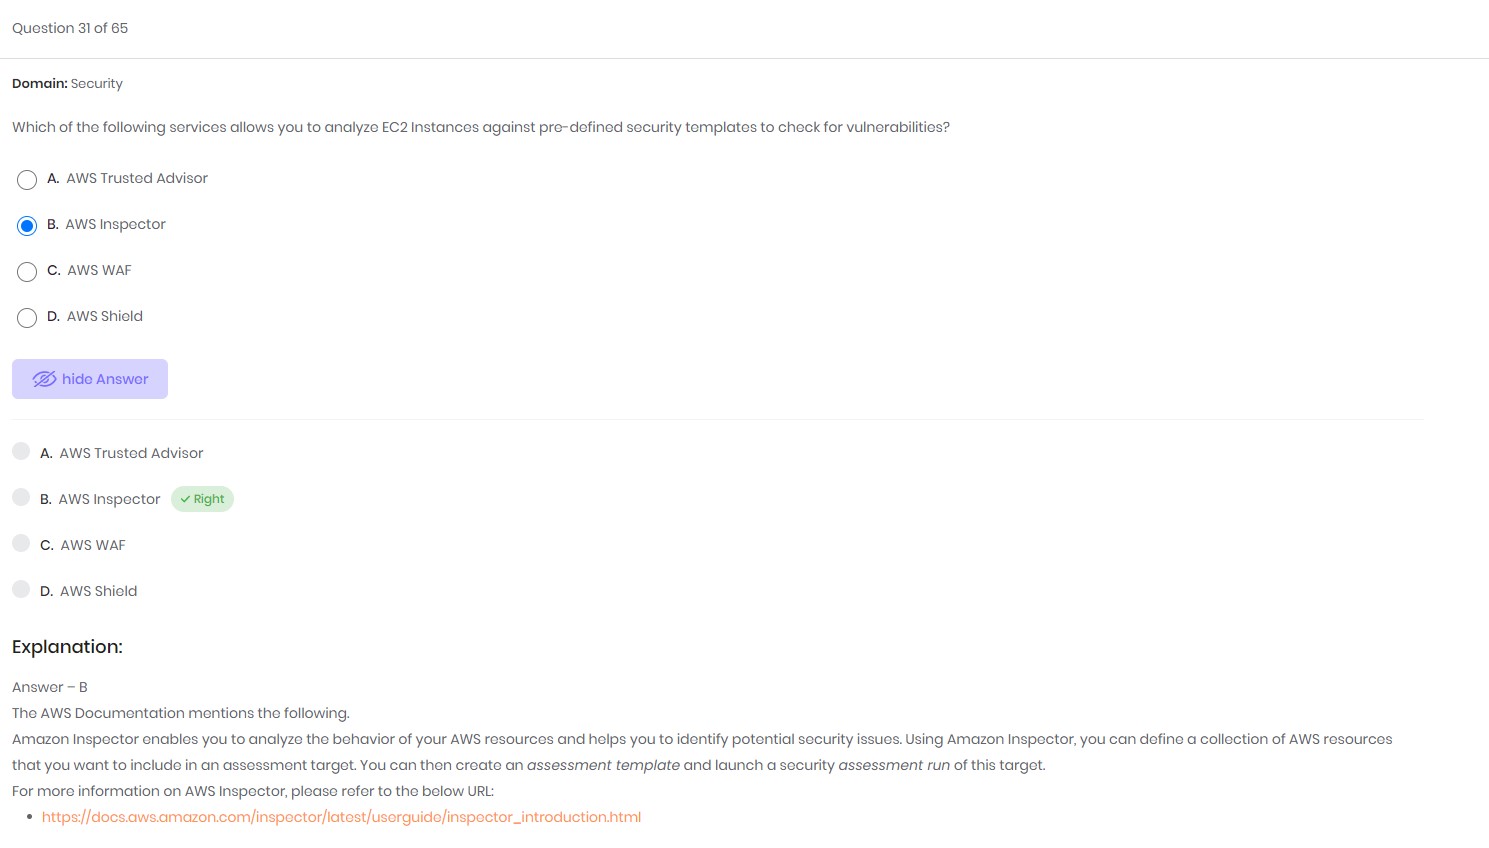 Question 31 of 65
Domain: Security
Which of the following services allows you to analyze EC2 Instances against pre-defined security templates to check for vulnerabilities?
A. AWS Trusted Advisor
B. AWS Inspector
C. AWS WAF
D. AWS Shield
hide Answer
A. AWS Trusted Advisor
B. AWS Inspector Right
C. AWS WAF
D. AWS Shield
Explanation:
Answer – B
The AWS Documentation mentions the following.
Amazon Inspector enables you to analyze the behavior of your AWS resources and helps you to identify potential security issues. Using Amazon Inspector, you can define a collection of AWS resources
that you want to include in an assessment target. You can then create an assessment template and launch a security assessment run of this target.
For more information on AWS Inspector, please refer to the below URL:
• https://docs.aws.amazon.com/inspector/latest/userguide/inspector_introduction.html